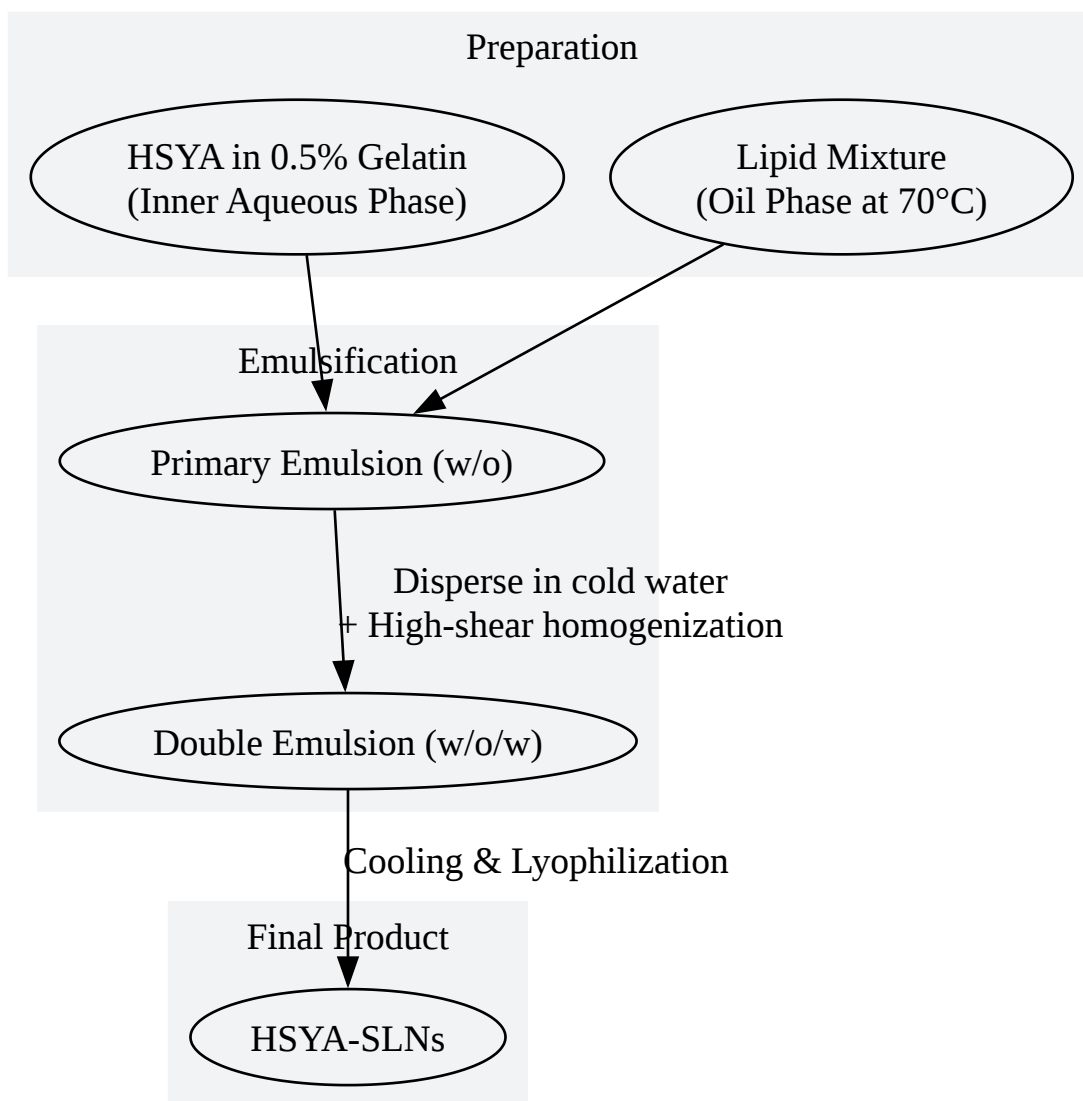 Preparation
HSYA in 0.5% Gelatin
(Inner Aqueous Phase)
Lipid Mixture
(Oil Phase at 70°C)
Emulsification
Primary Emulsion (w/o)
Disperse in cold water
+ High-shear homogenization
Double Emulsion (w/o/w)
Cooling & Lyophilization
Final Product
HSYA-SLNs